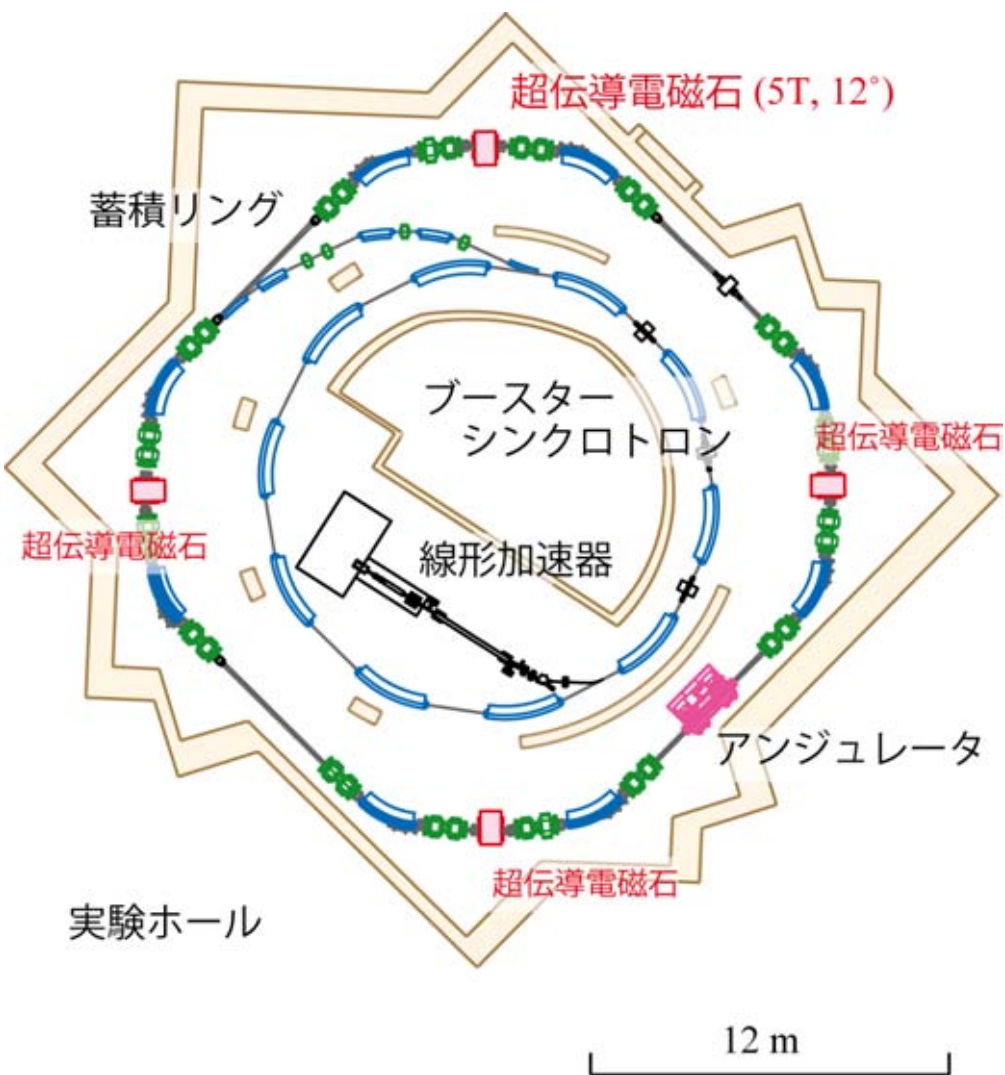 超伝導電磁石 (5T, 12˚)
蓄積リング
ブースター
シンクロトロン
超伝導電磁石
超伝導電磁石
線形加速器
アンジュレータ
超伝導電磁石
実験ホール
12 m